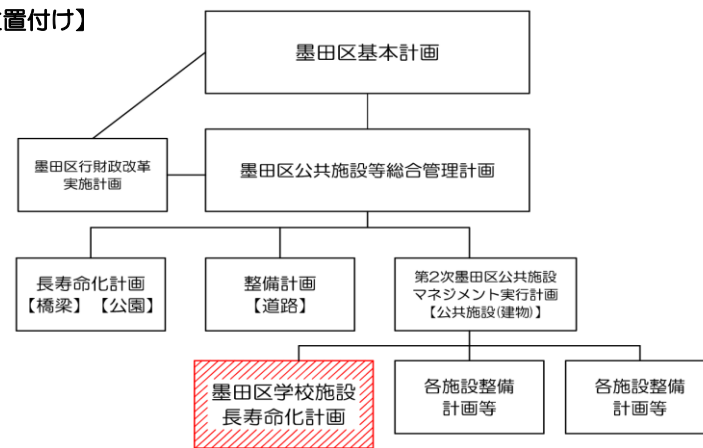 置付け】
墨田区基本計画
墨田区行財政改革
実施計画
墨田区公共施設等総合管理計画
長寿命化計画
【橋梁】【公園】
整備計画
【道路】
第2次墨田区公共施設
マネジメント実行計画
【公共施設(建物)】
墨田区学校施設
長寿命化計画
各施設整備
計画等
各施設整備
計画等